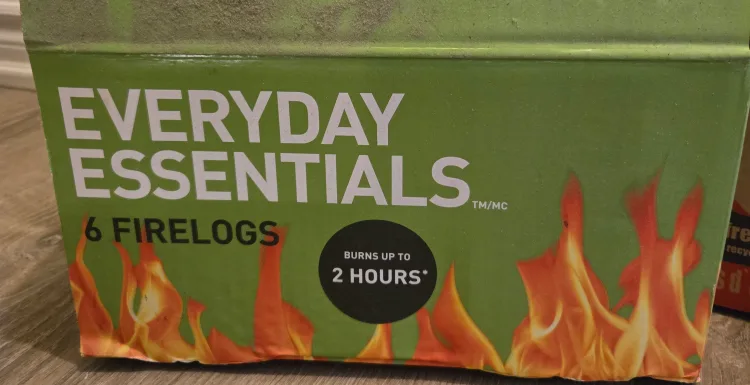 EVERYDAY
ESSENTIALS TM/MC
6 FIRELOGS
BURNS UP TO
2 HOURS*